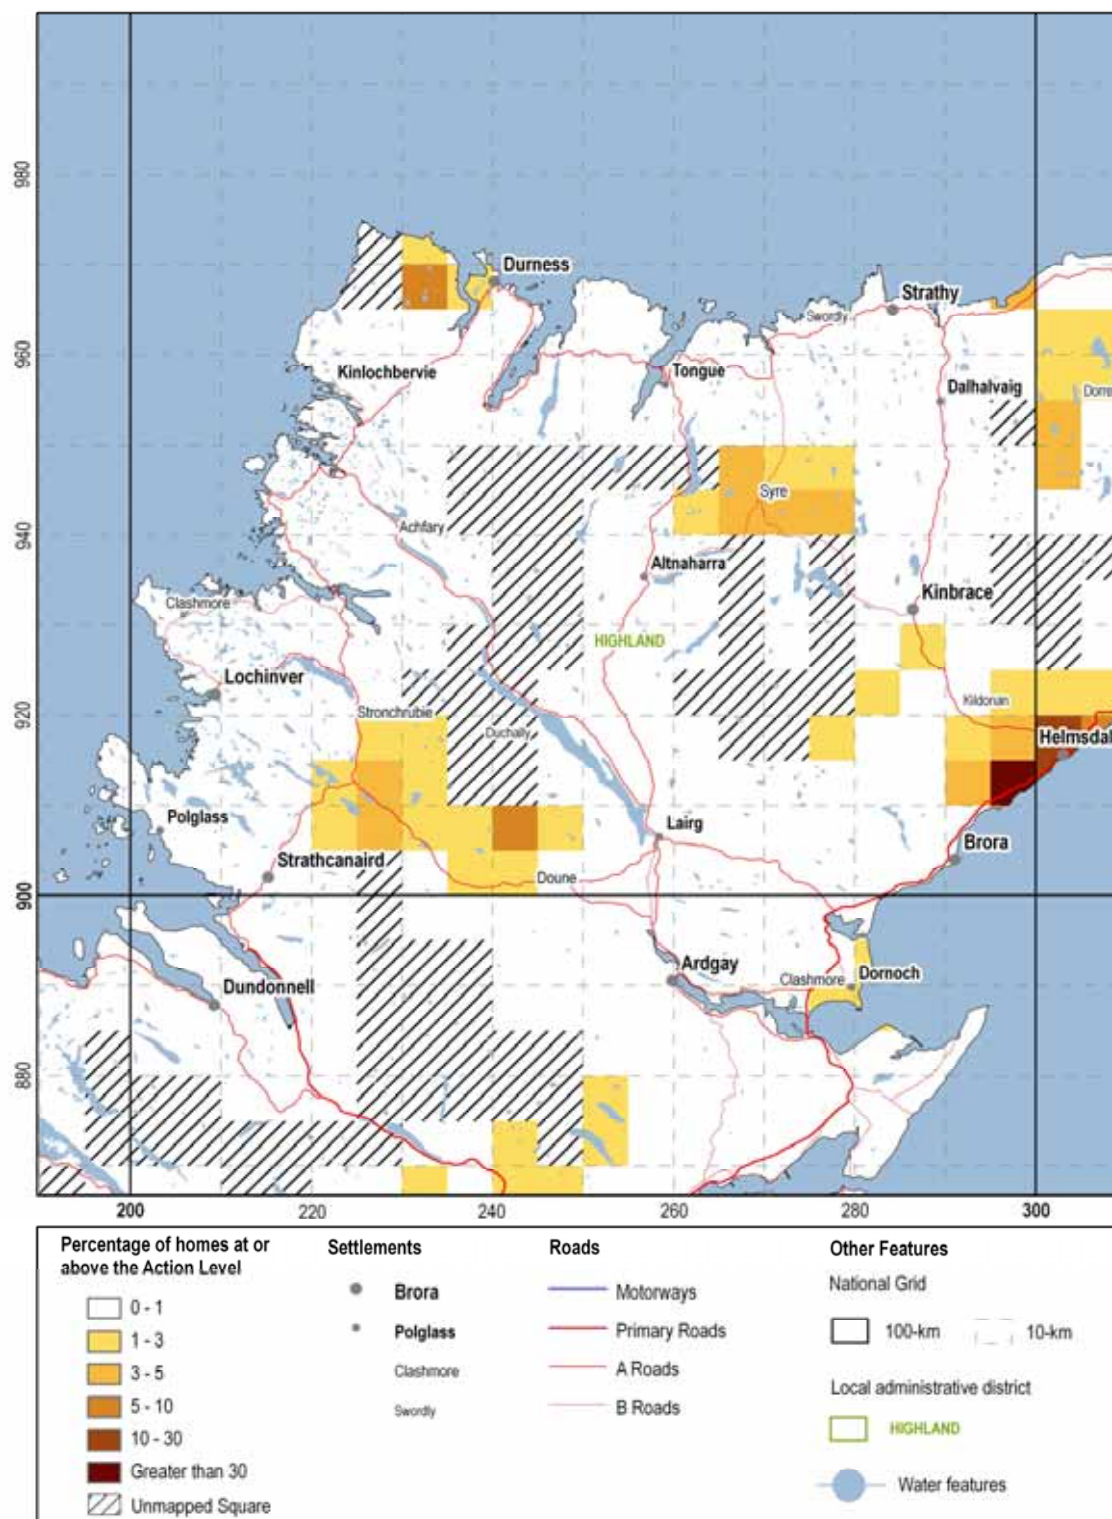 980
Durness
Strathy
Swordly
960
Kinlochbervie
Tongue
Dalhalvaig
Dorre
Syre
Achfary
940
Altnaharra
Kinbrace
Clashmore
HIGHLAND
Lochinver
Kildonan
920
Stronchrubie
Duchally
Helmsdal
Polglass
Lairg
Brora
Strathcanaird
Doune
900
Ardgay
Clashmore
Dornoch
Dundonnell
880
200
220
240
260
280
300
Percentage of homes at or
above the Action Level
0 - 1
1 - 3
3 - 5
5 - 10
10 - 30
Greater than 30
Unmapped Square
Settlements
Brora
Polglass
Clashmore
Swordly
Roads
Motorways
Primary Roads
A Roads
B Roads
Other Features
National Grid
100-km
10-km
Local administrative district
HIGHLAND
Water features